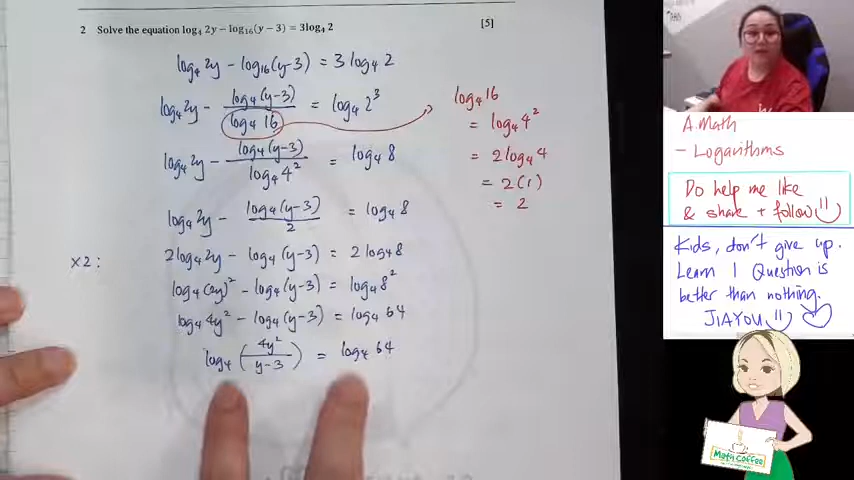 2 Solve the equation log₄ 2y – log₁₆(y – 3) = 3log₄ 2 [5]
log₄ 2y - log₁₆(y-3) = 3 log₄ 2
log₄ 2y - log₄(y-3)/log₄ 16 = log₄ 2³
log₄ 2y - log₄(y-3)/log₄ 4² = log₄ 8
log₄ 2y - log₄(y-3)/2 = log₄ 8
x2: 2log₄ 2y - log₄(y-3) = 2 log₄ 8
log₄(2y)² - log₄(y-3) = log₄ 8²
log₄ 4y² - log₄(y-3) = log₄ 64
log₄(4y²/y-3) = log₄ 64
log₄ 16
= log₄ 4²
= 2 log₄ 4
= 2(1)
= 2
A.Math
- Logarithms
Do help me like
& share + follow
Kids, don't give up.
Learn 1 Question is
better than nothing.
JIAYOU
Math Coffee